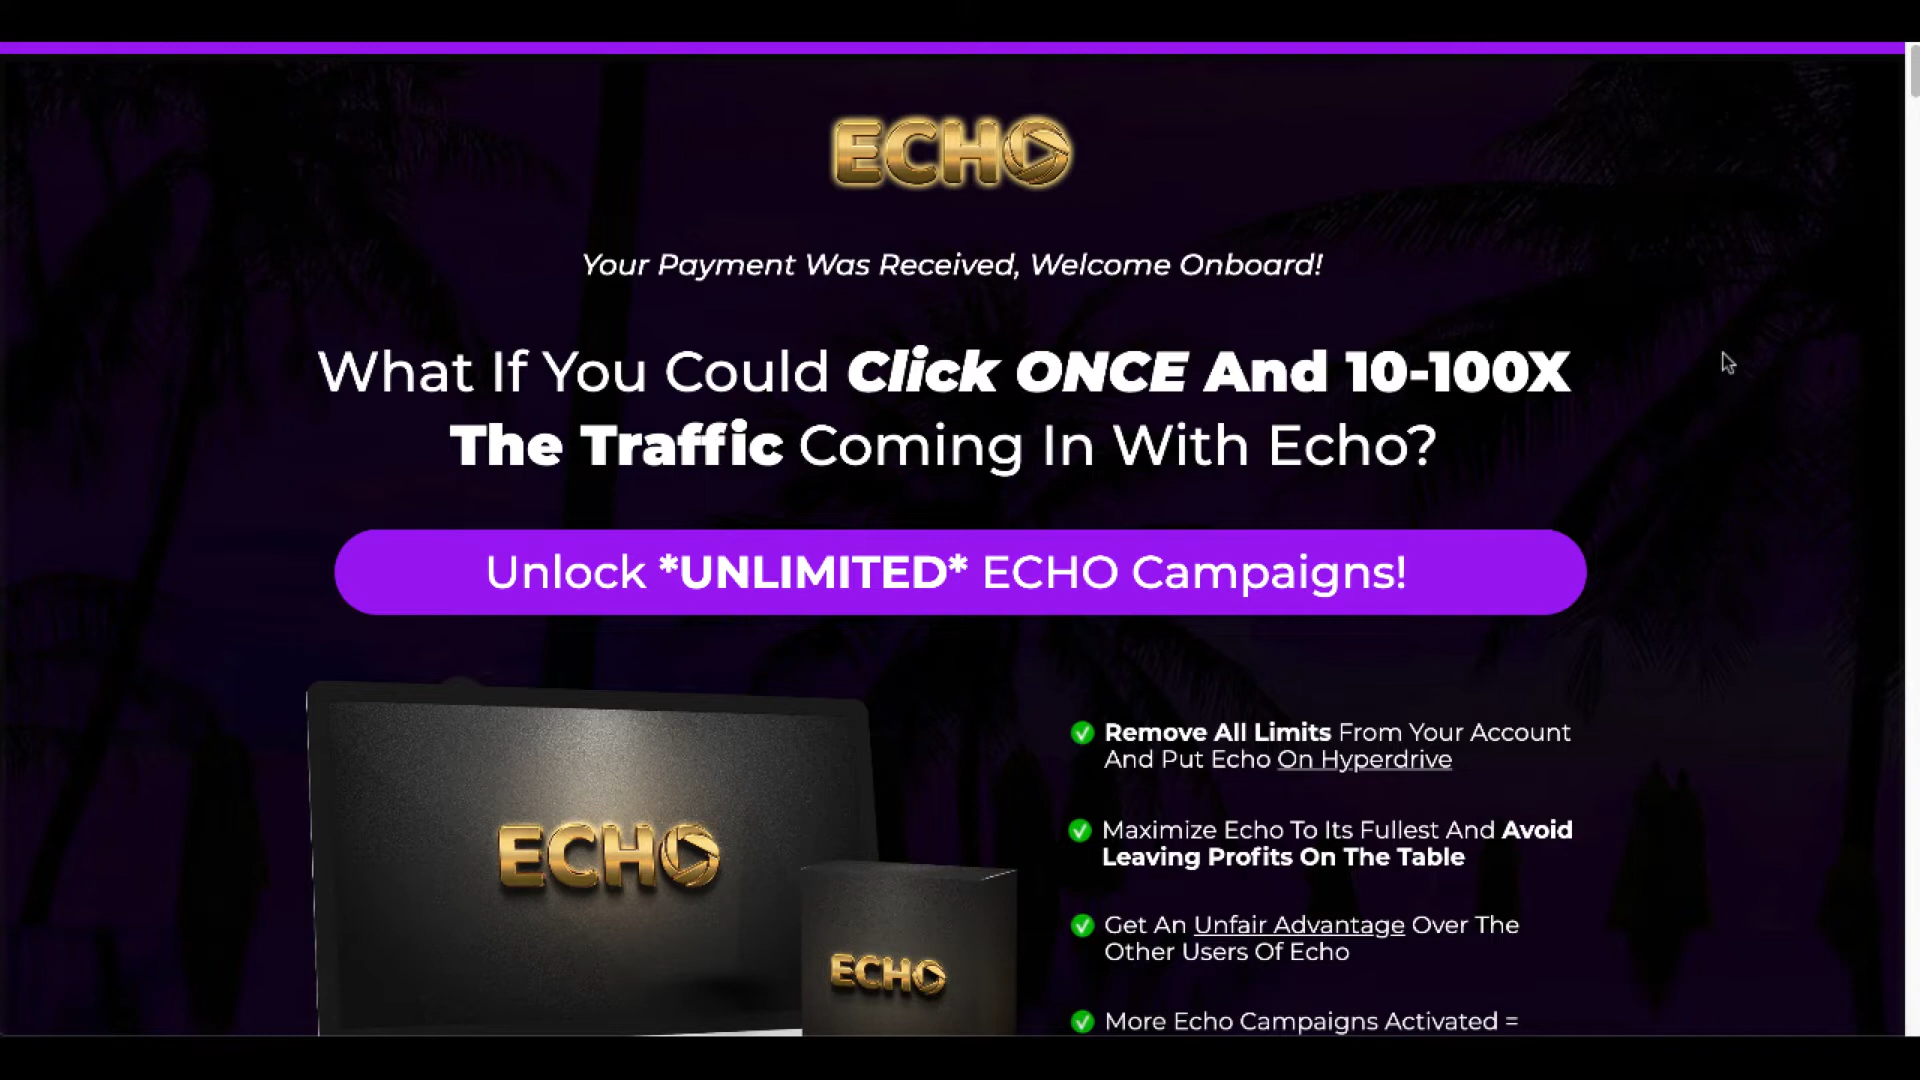 ECHO
Your Payment Was Received, Welcome Onboard!
What If You Could Click ONCE And 10-100X
The Traffic Coming In With Echo?
Unlock *UNLIMITED* ECHO Campaigns!
ECHO
ECHO
Remove All Limits From Your Account
And Put Echo On Hyperdrive
Maximize Echo To Its Fullest And Avoid
Leaving Profits On The Table
Get An Unfair Advantage Over The
Other Users Of Echo
More Echo Campaigns Activated =